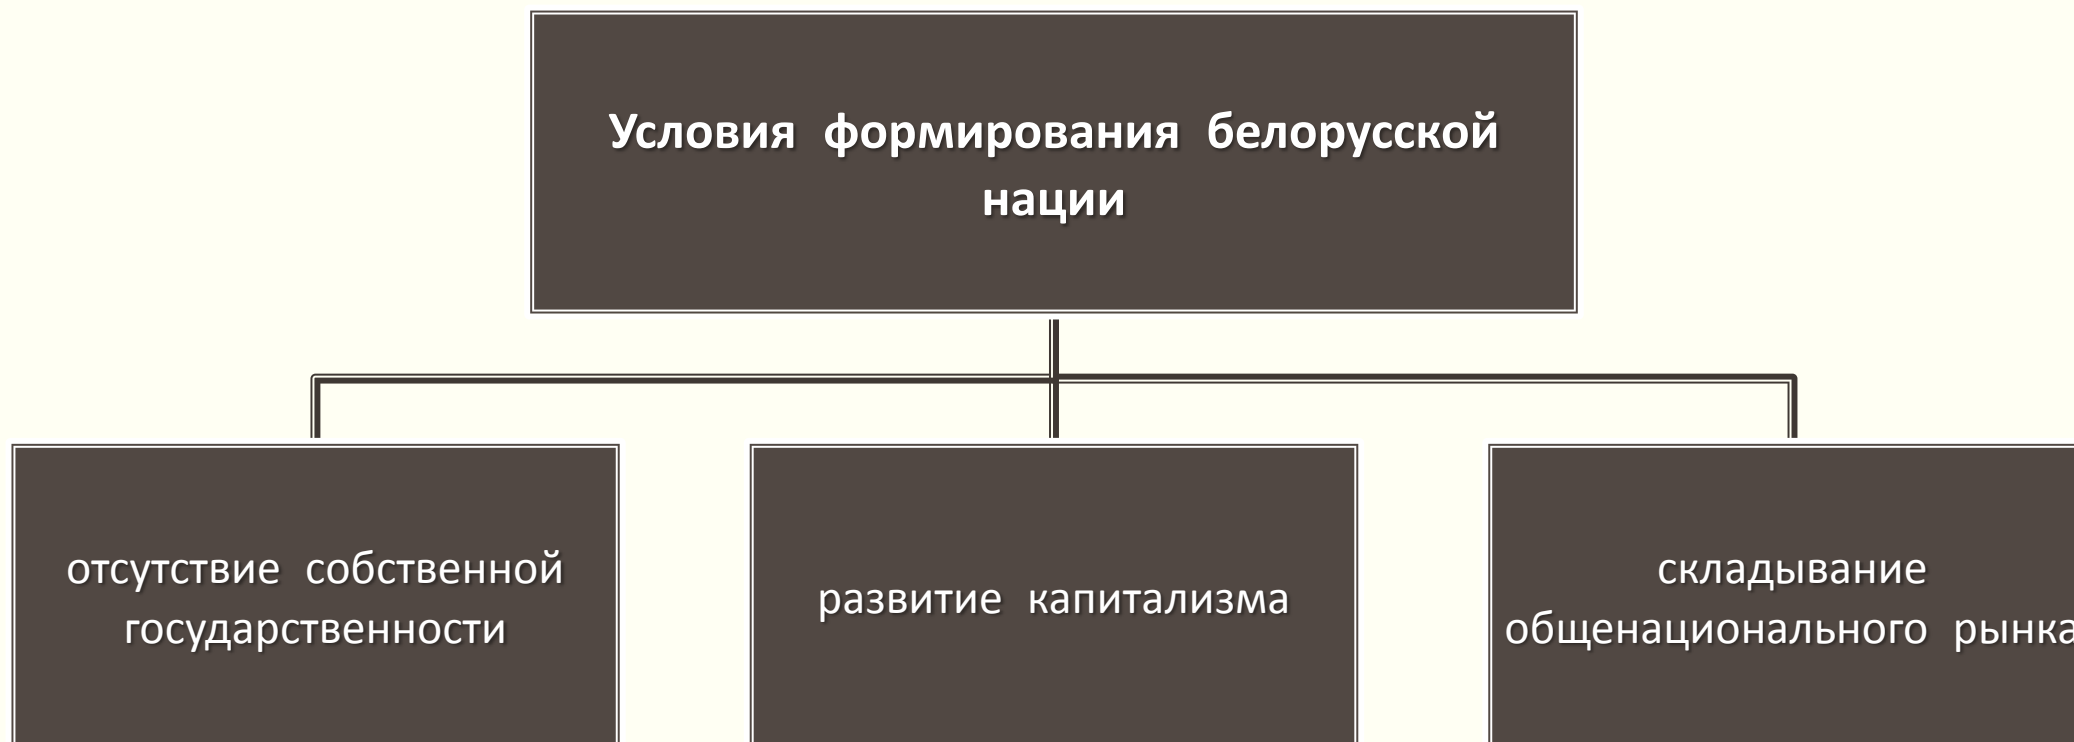 Условия формирования белорусской
нации
отсутствие собственной
государственности
развитие капитализма
складывание
общенационального рынка